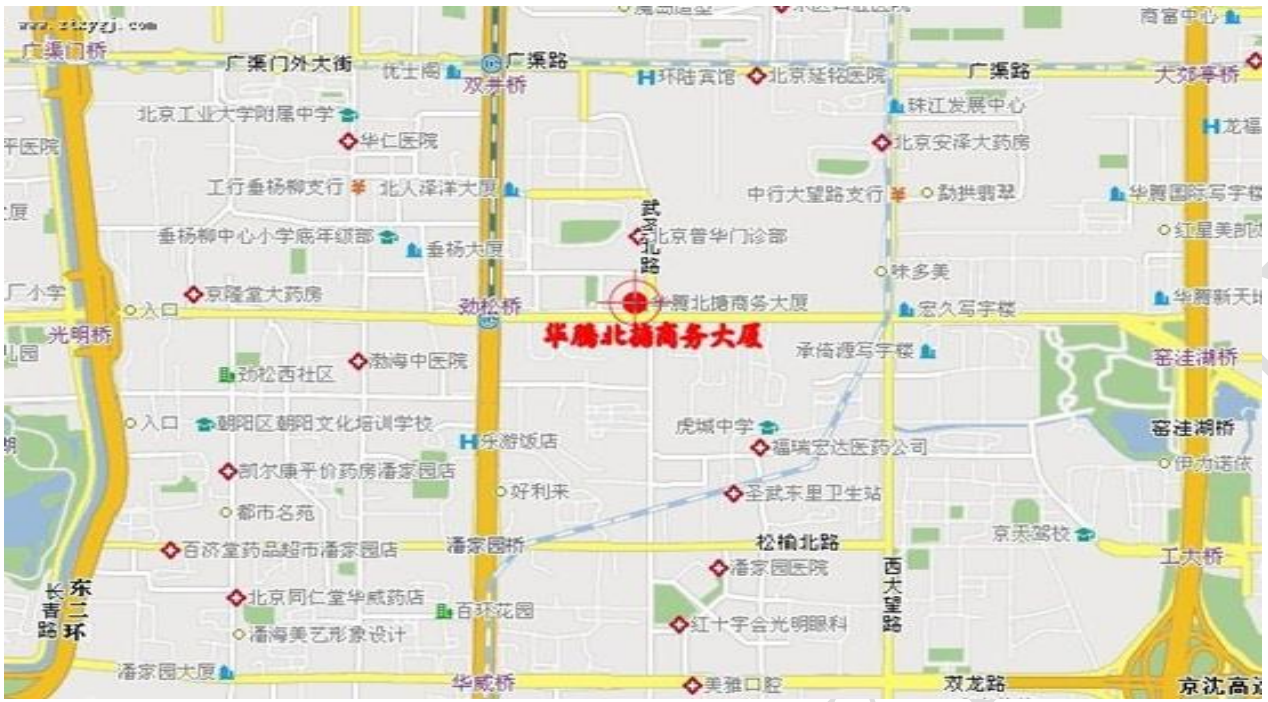 商富中心
广渠门桥
广渠门外大街
优士阁
广渠路
双井桥
环陆宾馆
北京延铭医院
广渠路
大郊亭桥
北京工业大学附属中学
珠江发展中心
华仁医院
北京安泽大药房
龙福
平医院
工行垂杨柳支行
北人泽洋大厦
中行大望路支行
勐拱翡翠
华腾国际写字楼
厦
武圣北路
垂杨柳中心小学底年级部
垂杨大厦
北京普华门诊部
红星美凯龙
味多美
厂小学
京隆堂大药房
入口
劲松桥
华腾北搪商务大厦
宏久写字楼
华腾新天地
光明桥
华腾北搪商务大厦
承倚源写字楼
儿园
渤海中医院
窑洼湖桥
劲松西社区
入口
朝阳区朝阳文化培训学校
虎城中学
窑洼湖桥
湖
乐游饭店
福瑞宏达医药公司
凯尔康平价药房潘家园店
伊力诺依
好利来
圣武东里卫生站
都市名苑
京天驾校
百济堂药品超市潘家园店
潘家园桥
松榆北路
工大桥
潘家园医院
西大望路
长青路
东二环
北京同仁堂华威药店
百环花园
红十字会光明眼科
潘海美艺形象设计
潘家园大厦
华威桥
美雅口腔
双龙路
京沈高速